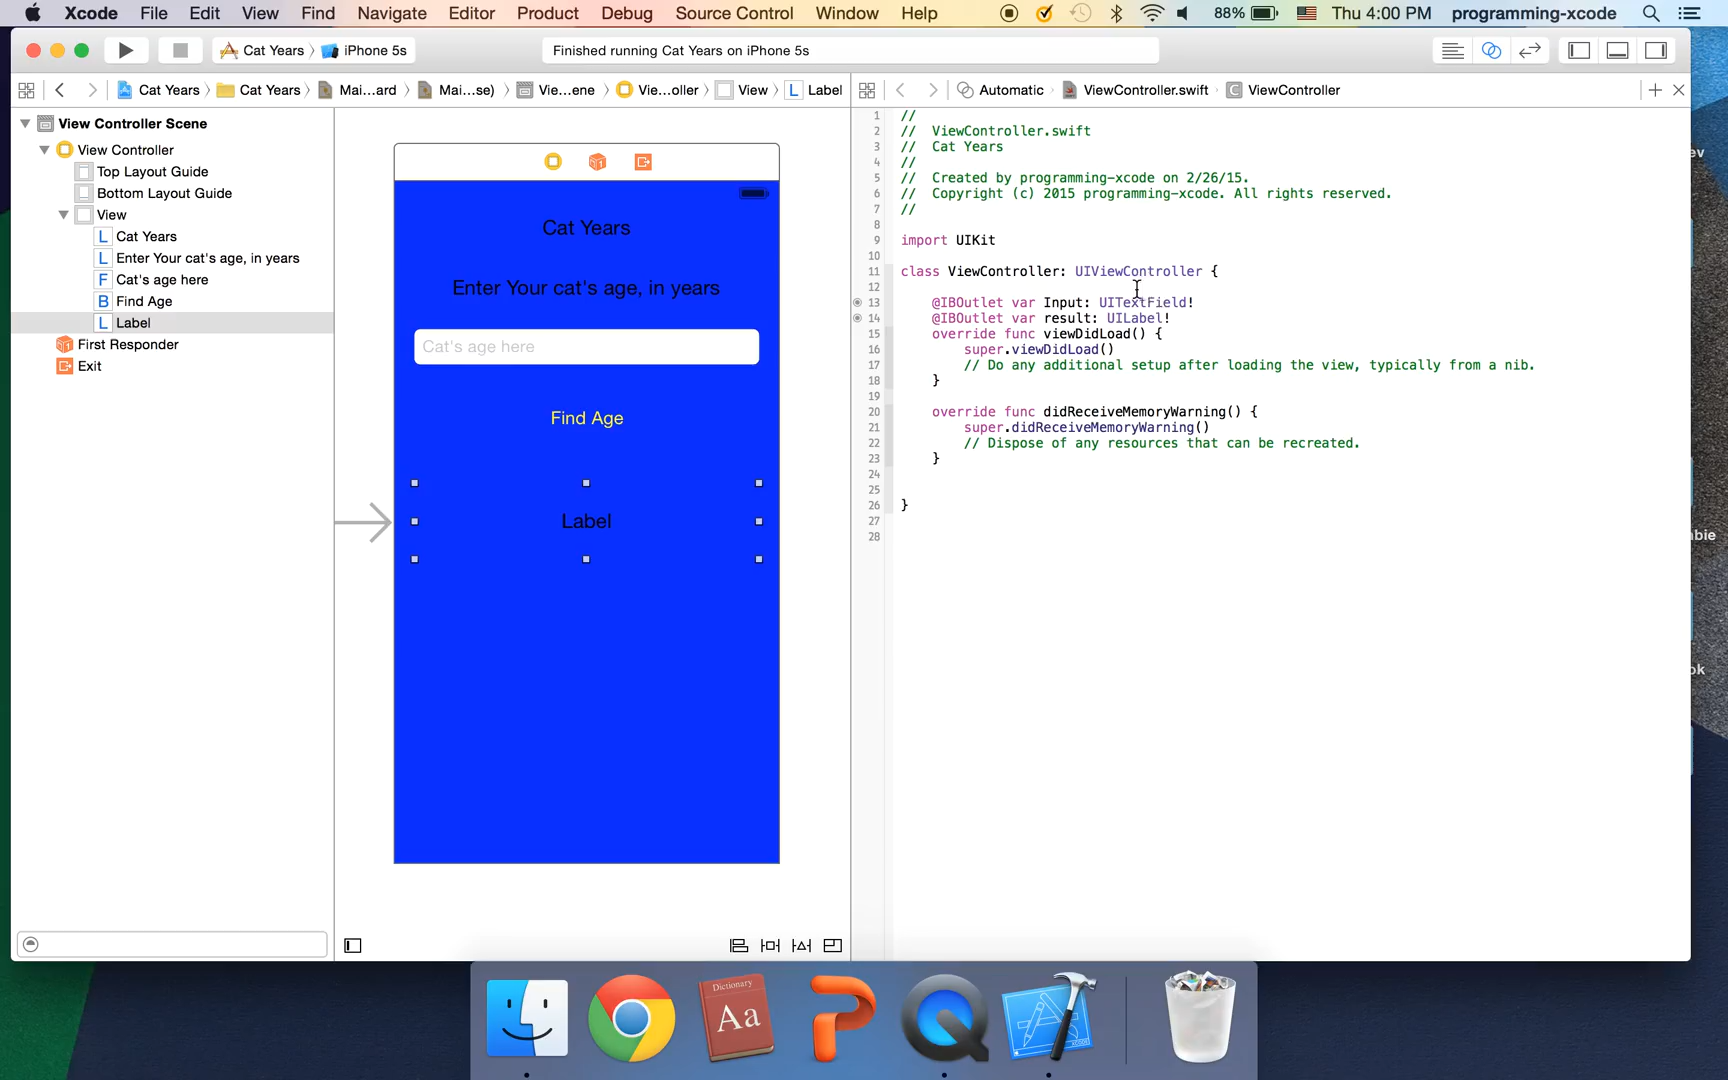 Xcode File Edit View Find Navigate Editor Product Debug Source Control Window Help 88% Thu 4:00 PM programming-xcode
Cat Years iPhone 5s Finished running Cat Years on iPhone 5s
Cat Years Cat Years Mai...ard Mai...se) Vie...ene Vie...oller View L Label
Automatic ViewController.swift C ViewController
View Controller Scene
View Controller
Top Layout Guide
Bottom Layout Guide
View
L Cat Years
L Enter Your cat's age, in years
F Cat's age here
B Find Age
L Label
First Responder
Exit
Cat Years
Enter Your cat's age, in years
Cat's age here
Find Age
Label
1 //
2 // ViewController.swift
3 // Cat Years
4 //
5 // Created by programming-xcode on 2/26/15.
6 // Copyright (c) 2015 programming-xcode. All rights reserved.
7 //
8
9 import UIKit
10
11 class ViewController: UIViewController {
12
13 @IBOutlet var Input: UITextField!
14 @IBOutlet var result: UILabel!
15 override func viewDidLoad() {
16 super.viewDidLoad()
17 // Do any additional setup after loading the view, typically from a nib.
18 }
19
20 override func didReceiveMemoryWarning() {
21 super.didReceiveMemoryWarning()
22 // Dispose of any resources that can be recreated.
23 }
24
25
26 }
27
28
ev
bie
ok
Dictionary
Aa
XCODE